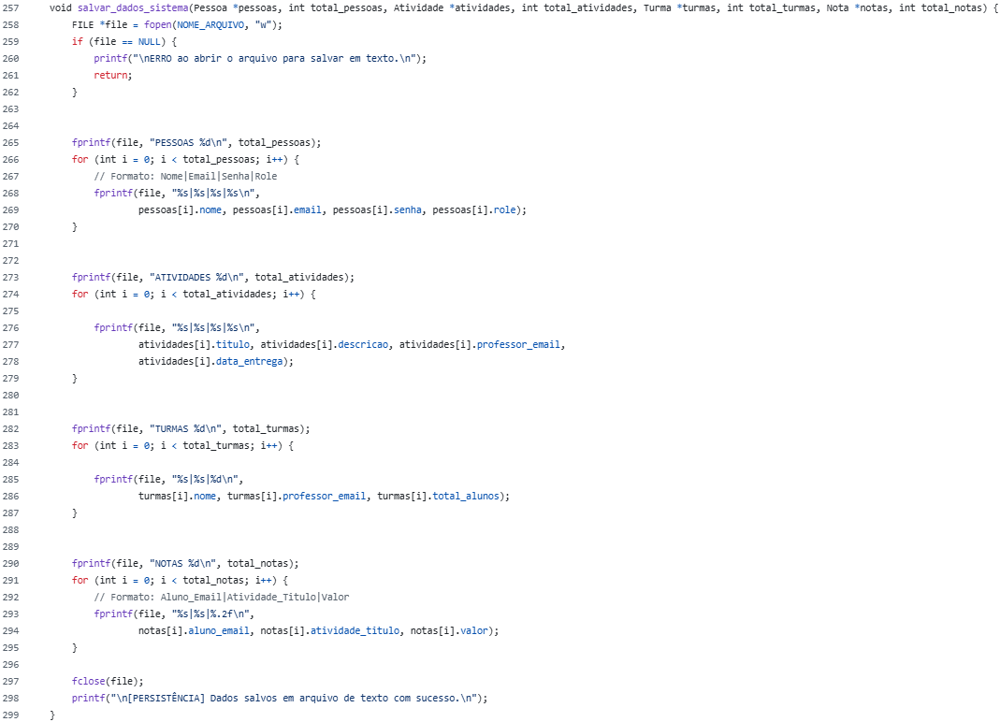 257 void salvar_dados_sistema(Pessoa *pessoas, int total_pessoas, Atividade *atividades, int total_atividades, Turma *turmas, int total_turmas, Nota *notas, int total_notas) {
258 FILE *file = fopen(NOME_ARQUIVO, "w");
259 if (file == NULL) {
260 printf("\nERRO ao abrir o arquivo para salvar em texto.\n");
261 return;
262 }
263
264
265 fprintf(file, "PESSOAS %d\n", total_pessoas);
266 for (int i = 0; i < total_pessoas; i++) {
267 // Formato: Nome|Email|Senha|Role
268 fprintf(file, "%s|%s|%s|%s\n",
269 pessoas[i].nome, pessoas[i].email, pessoas[i].senha, pessoas[i].role);
270 }
271
272
273 fprintf(file, "ATIVIDADES %d\n", total_atividades);
274 for (int i = 0; i < total_atividades; i++) {
275
276 fprintf(file, "%s|%s|%s|%s\n",
277 atividades[i].titulo, atividades[i].descricao, atividades[i].professor_email,
278 atividades[i].data_entrega);
279 }
280
281
282 fprintf(file, "TURMAS %d\n", total_turmas);
283 for (int i = 0; i < total_turmas; i++) {
284
285 fprintf(file, "%s|%s|%d\n",
286 turmas[i].nome, turmas[i].professor_email, turmas[i].total_alunos);
287 }
288
289
290 fprintf(file, "NOTAS %d\n", total_notas);
291 for (int i = 0; i < total_notas; i++) {
292 // Formato: Aluno_Email|Atividade_Titulo|Valor
293 fprintf(file, "%s|%s|%.2f\n",
294 notas[i].aluno_email, notas[i].atividade_titulo, notas[i].valor);
295 }
296
297 fclose(file);
298 printf("\n[PERSISTÊNCIA] Dados salvos em arquivo de texto com sucesso.\n");
299 }